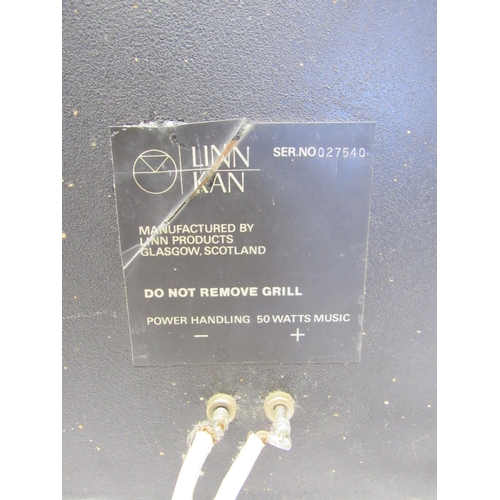 LINN
KAN
SER.NO 027540
MANUFACTURED BY
LINN PRODUCTS
GLASGOW, SCOTLAND
DO NOT REMOVE GRILL
POWER HANDLING 50 WATTS MUSIC
− +